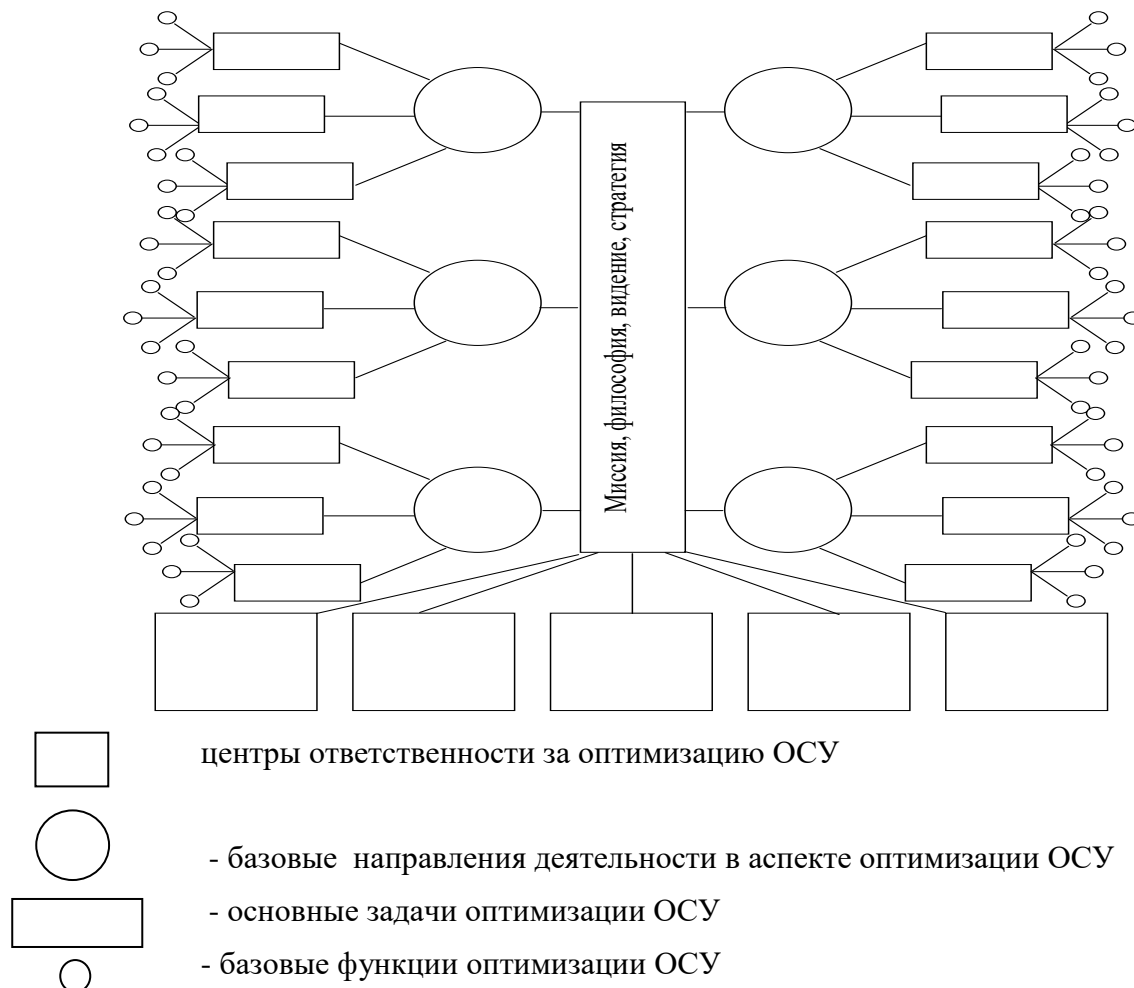 Миссия, философия, видение, стратегия
центры ответственности за оптимизацию ОСУ
- базовые направления деятельности в аспекте оптимизации ОСУ
- основные задачи оптимизации ОСУ
- базовые функции оптимизации ОСУ